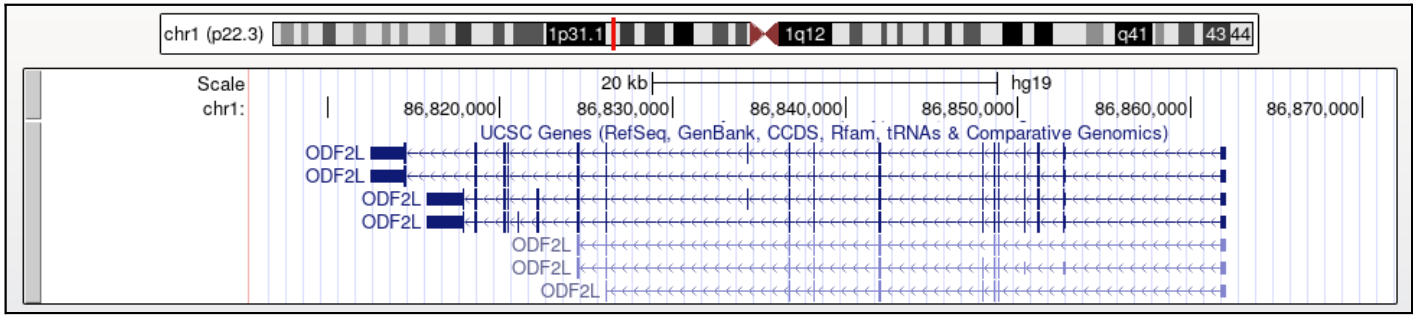 chr1 (p22.3) 1p31.1 1q12 q41 43 44
Scale 20 kb hg19
chr1: 86,820,000 86,830,000 86,840,000 86,850,000 86,860,000 86,870,000
UCSC Genes (RefSeq, GenBank, CCDS, Rfam, tRNAs & Comparative Genomics)
ODF2L
ODF2L
ODF2L
ODF2L
ODF2L
ODF2L
ODF2L